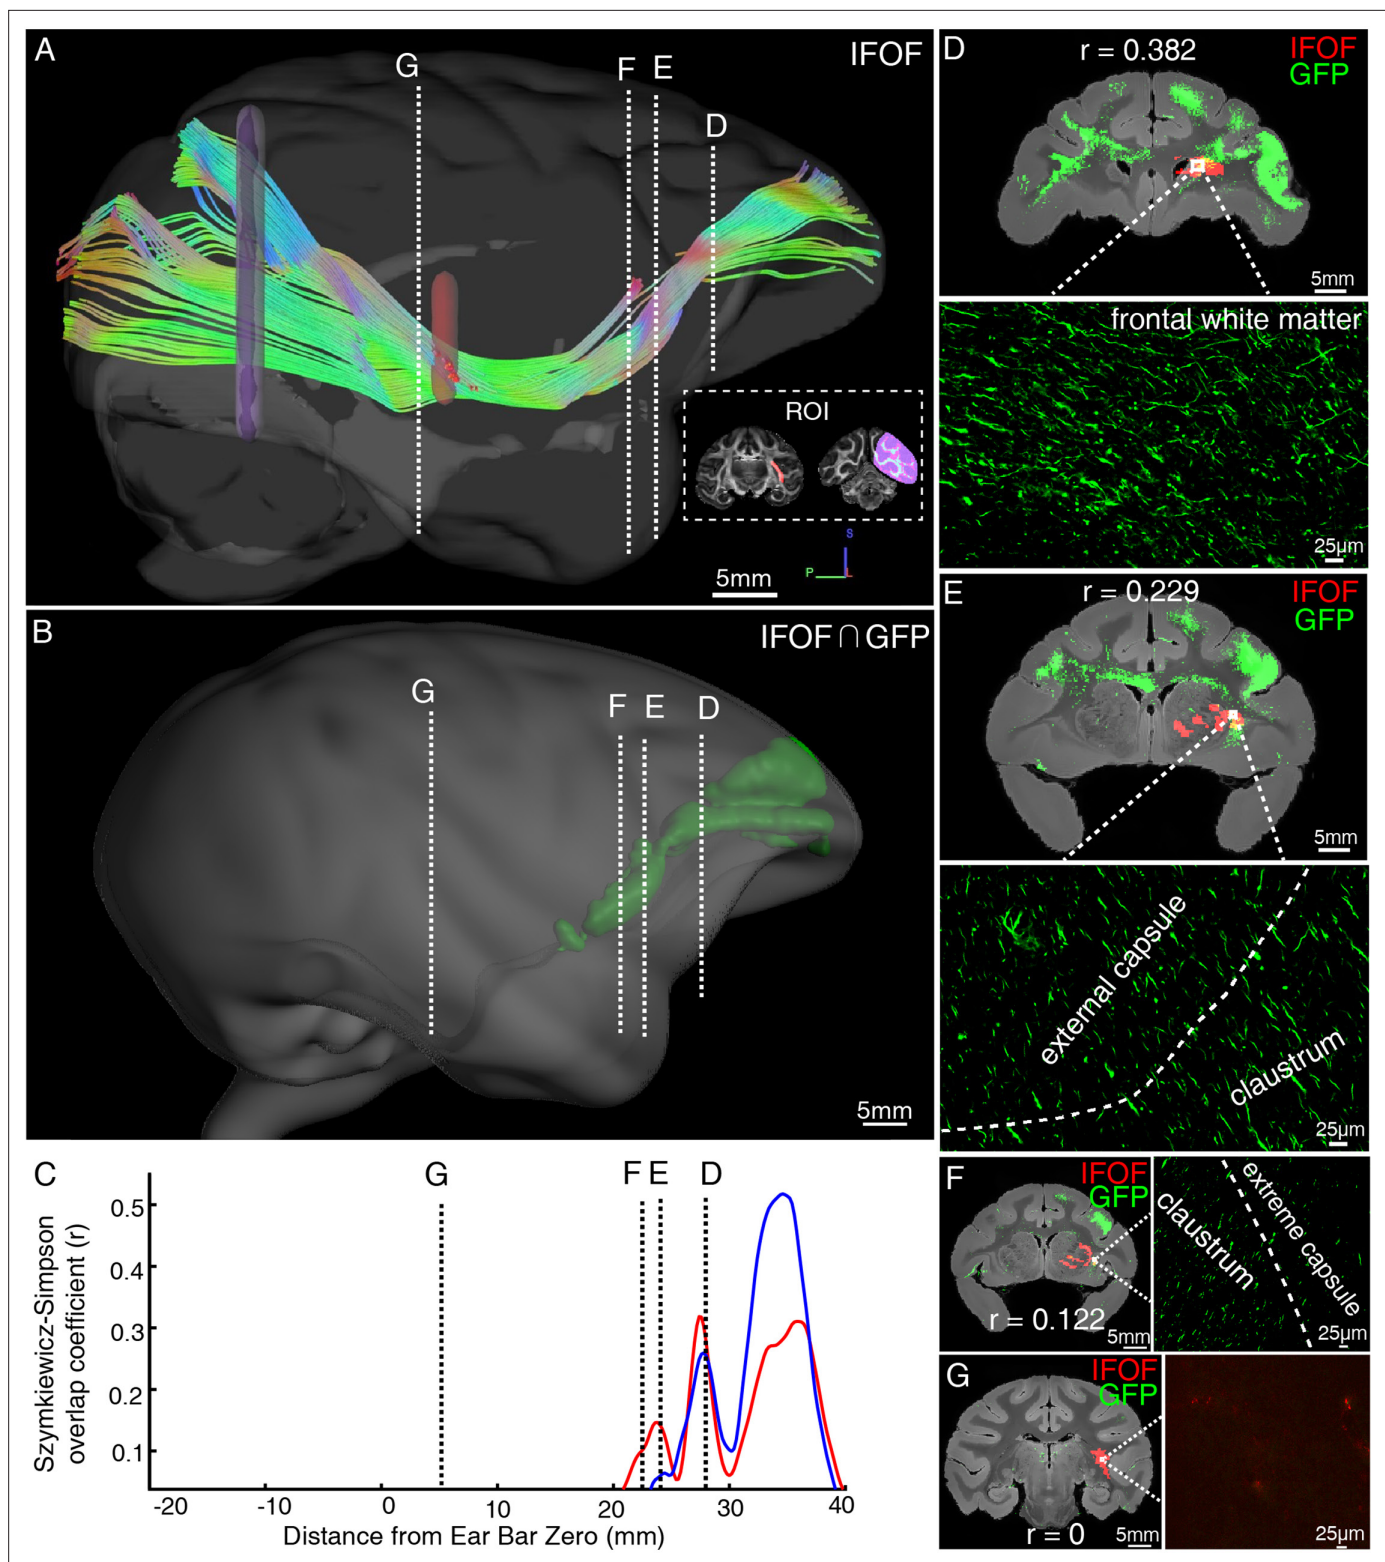 A
IFOF
G
F
E
D
ROI
S
P
L
5mm
B
IFOF ∩ GFP
G
F
E
D
5mm
C
G
F
E
D
Szymkiewicz-Simpson
overlap coefficient (r)
0.5
0.4
0.3
0.2
0.1
-20
-10
0
10
20
30
40
Distance from Ear Bar Zero (mm)
D
r = 0.382
IFOF
GFP
5mm
frontal white matter
25µm
E
r = 0.229
IFOF
GFP
5mm
external capsule
claustrum
25µm
F
IFOF
GFP
r = 0.122
5mm
claustrum
extreme capsule
25µm
G
IFOF
GFP
r = 0
5mm
25µm